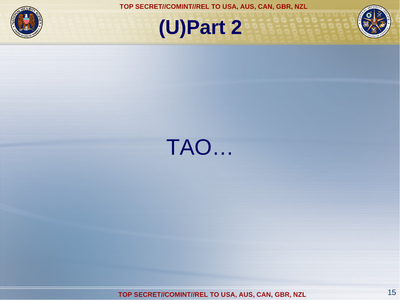 TOP SECRET//COMINT//REL TO USA, AUS, CAN, GBR, NZL
(U)Part 2
TAO…
TOP SECRET//COMINT//REL TO USA, AUS, CAN, GBR, NZL
15